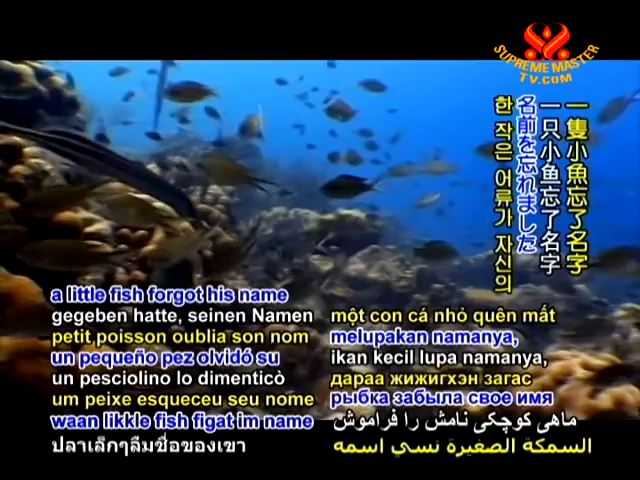 SUPREME MASTER
TV.COM
一隻小魚忘了名字
一只小鱼忘了名字
名前を忘れました
한 작은 어류가 자신의
a little fish forgot his name
gegeben hatte, seinen Namen
petit poisson oublia son nom
un pequeño pez olvidó su
un pesciolino lo dimenticò
um peixe esqueceu seu nome
waan likkle fish figat im name
ปลาเล็กๆลืมชื่อของเขา
một con cá nhỏ quên mất
melupakan namanya,
ikan kecil lupa namanya,
дараа жижигхэн загас
рыбка забыла свое имя
ماهی کوچکی نامش را فراموش
السمكة الصغيرة نسي اسمه